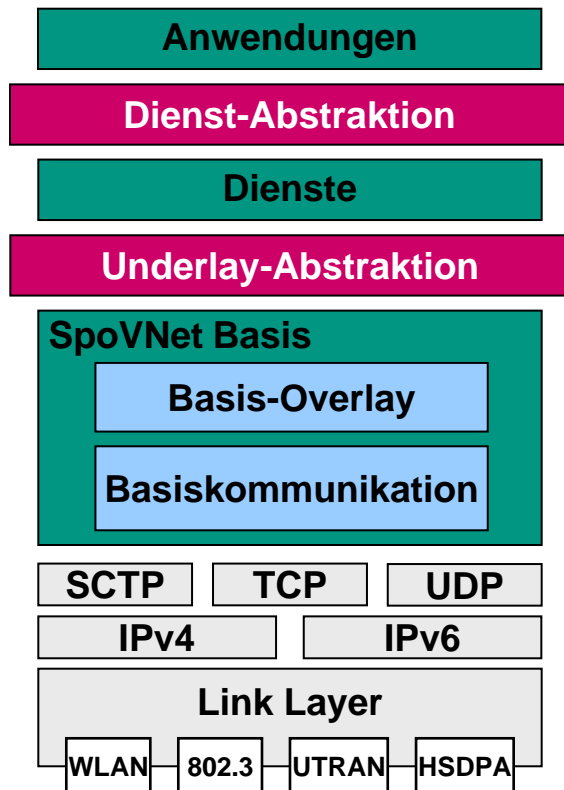 Anwendungen
Dienst-Abstraktion
Dienste
Underlay-Abstraktion
SpoVNet Basis
Basis-Overlay
Basiskommunikation
SCTP TCP UDP
IPv4 IPv6
Link Layer
WLAN 802.3 UTRAN HSDPA